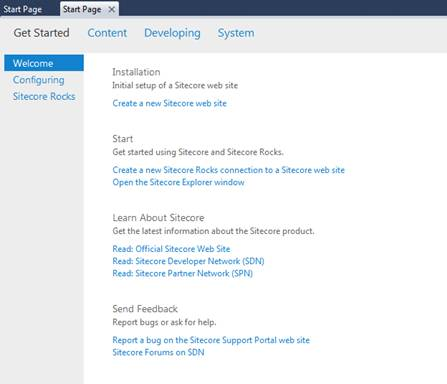 Start Page
Start Page
Get Started
Content
Developing
System
Welcome
Configuring
Sitecore Rocks
Installation
Initial setup of a Sitecore web site
Create a new Sitecore web site
Start
Get started using Sitecore and Sitecore Rocks.
Create a new Sitecore Rocks connection to a Sitecore web site
Open the Sitecore Explorer window
Learn About Sitecore
Get the latest information about the Sitecore product.
Read: Official Sitecore Web Site
Read: Sitecore Developer Network (SDN)
Read: Sitecore Partner Network (SPN)
Send Feedback
Report bugs or ask for help.
Report a bug on the Sitecore Support Portal web site
Sitecore Forums on SDN